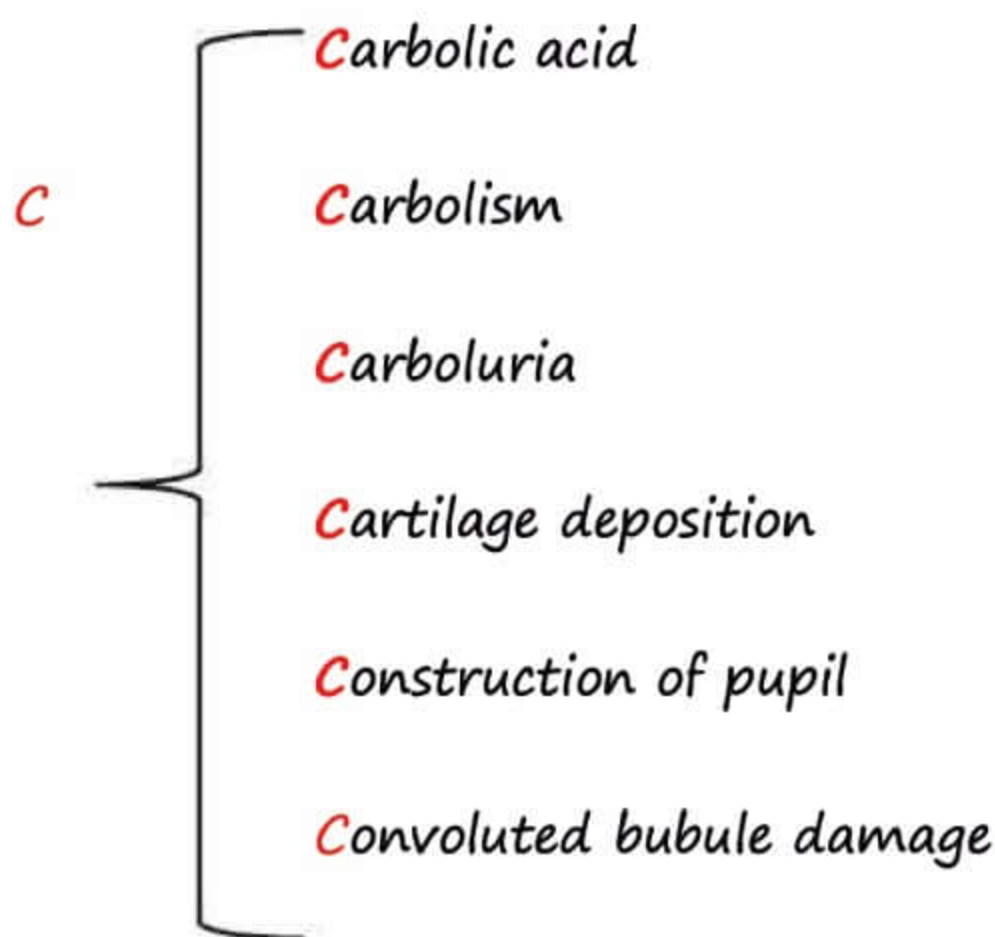 Carbolic acid
C
Carbolism
Carboluria
Cartilage deposition
Construction of pupil
Convoluted bubule damage